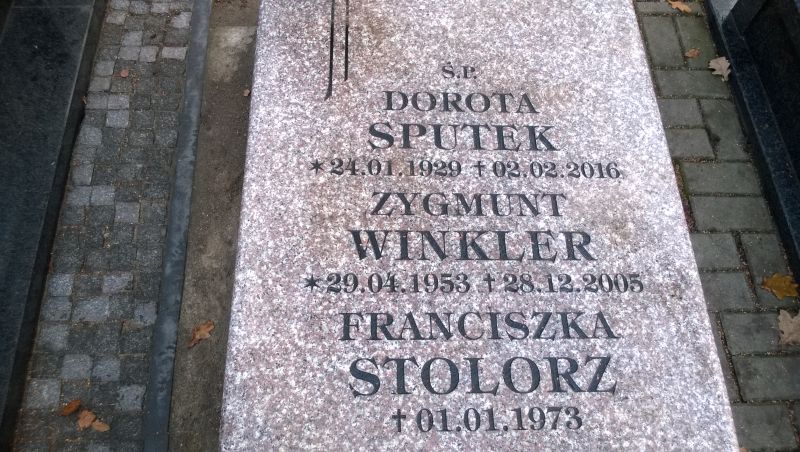 Ś.P.
DOROTA
SPUTEK
*24.01.1929 †02.02.2016
ZYGMUNT
WINKLER
*29.04.1953 †28.12.2005
FRANCISZKA
STOLORZ
†01.01.1973